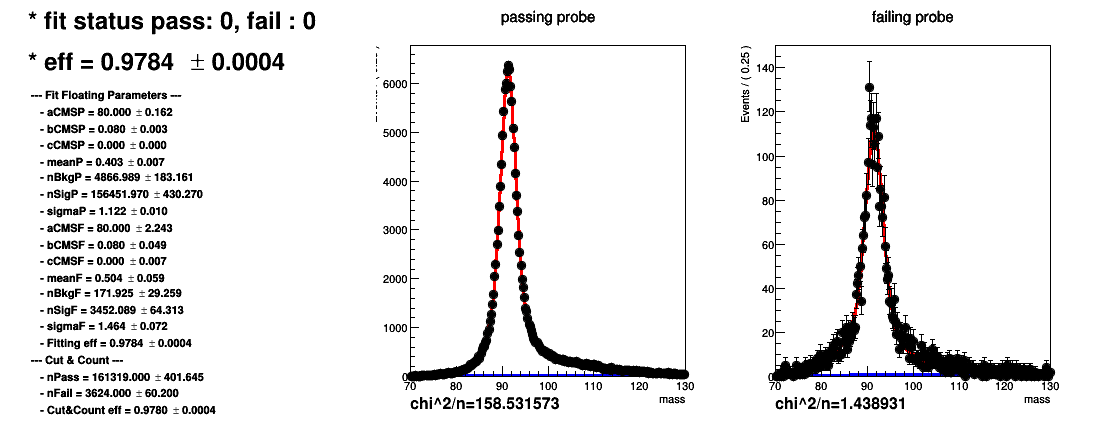 * fit status pass: 0, fail : 0
* eff = 0.9784 ± 0.0004
--- Fit Floating Parameters ---
- aCMSP = 80.000 ± 0.162
- bCMSP = 0.080 ± 0.003
- cCMSP = 0.000 ± 0.000
- meanP = 0.403 ± 0.007
- nBkgP = 4866.989 ± 183.161
- nSigP = 156451.970 ± 430.270
- sigmaP = 1.122 ± 0.010
- aCMSF = 80.000 ± 2.243
- bCMSF = 0.080 ± 0.049
- cCMSF = 0.000 ± 0.007
- meanF = 0.504 ± 0.059
- nBkgF = 171.925 ± 29.259
- nSigF = 3452.089 ± 64.313
- sigmaF = 1.464 ± 0.072
- Fitting eff = 0.9784 ± 0.0004
--- Cut & Count ---
- nPass = 161319.000 ± 401.645
- nFail = 3624.000 ± 60.200
- Cut&Count eff = 0.9780 ± 0.0004
passing probe
6000
5000
4000
3000
2000
1000
0
70 80 90 100 110 120 130
mass
chi^2/n=158.531573
failing probe
Events / ( 0.25 )
140
120
100
80
60
40
20
0
70 80 90 100 110 120 130
mass
chi^2/n=1.438931